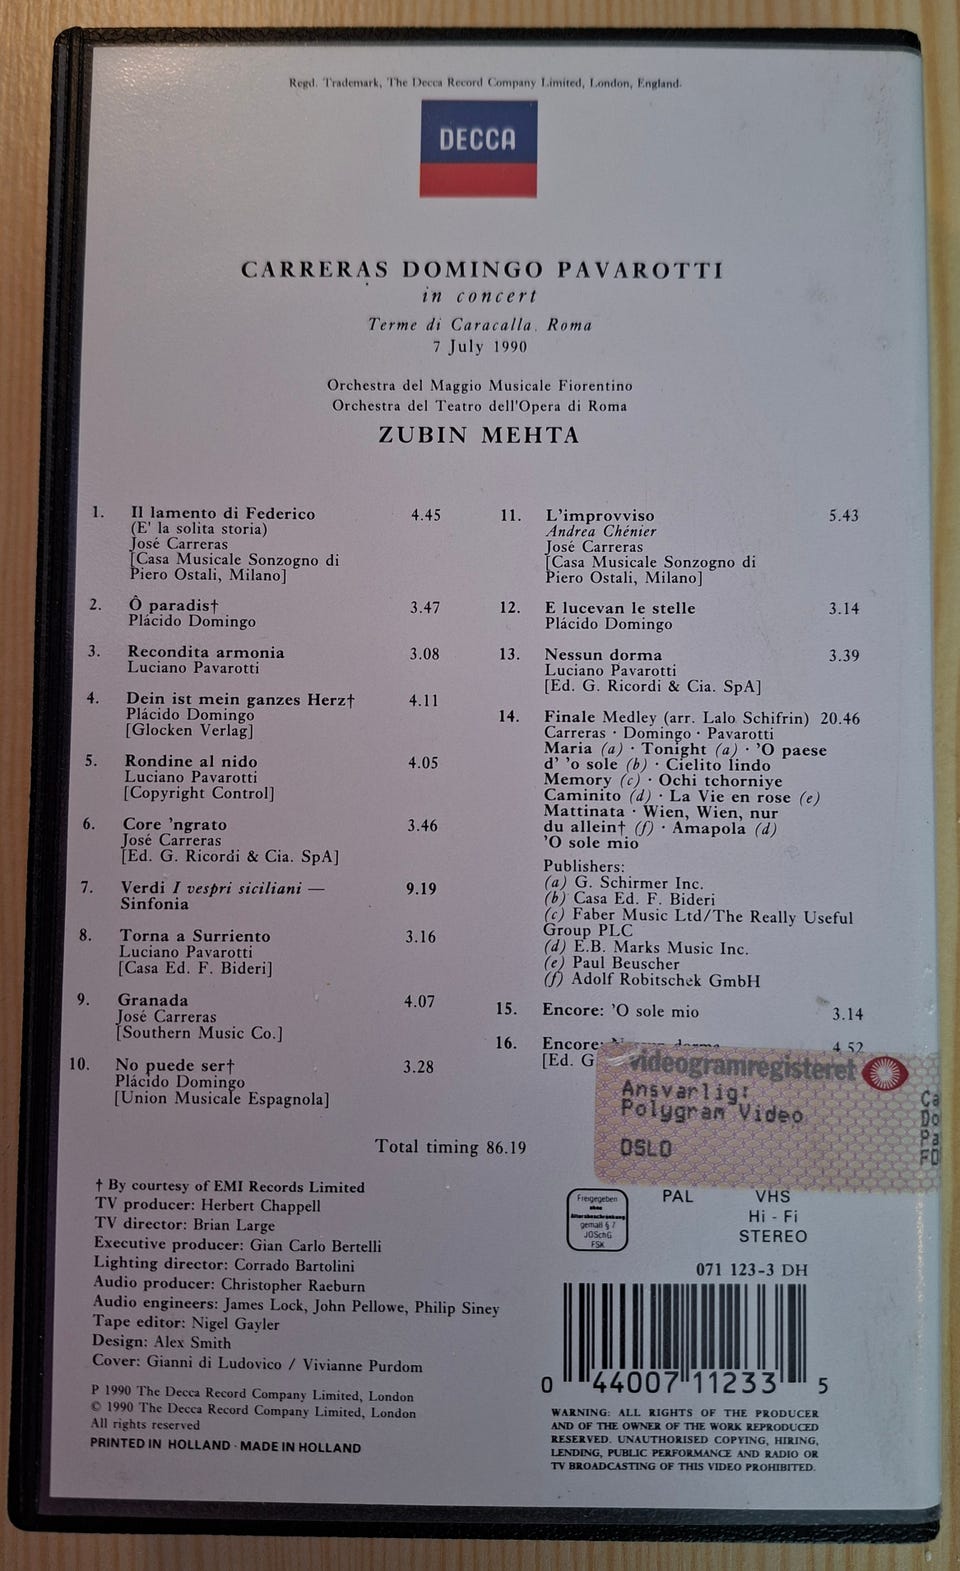 Regd. Trademark, The Decca Record Company Limited, London, England.
DECCA
CARRERAS DOMINGO PAVAROTTI
in concert
Terme di Caracalla, Roma
7 July 1990
Orchestra del Maggio Musicale Fiorentino
Orchestra del Teatro dell'Opera di Roma
ZUBIN MEHTA
1. Il lamento di Federico 4.45
(E' la solita storia)
José Carreras
[Casa Musicale Sonzogno di
Piero Ostali, Milano]
2. Ô paradis† 3.47
Plácido Domingo
3. Recondita armonia 3.08
Luciano Pavarotti
4. Dein ist mein ganzes Herz† 4.11
Plácido Domingo
[Glocken Verlag]
5. Rondine al nido 4.05
Luciano Pavarotti
[Copyright Control]
6. Core 'ngrato 3.46
José Carreras
[Ed. G. Ricordi & Cia. SpA]
7. Verdi I vespri siciliani — 9.19
Sinfonia
8. Torna a Surriento 3.16
Luciano Pavarotti
[Casa Ed. F. Bideri]
9. Granada 4.07
José Carreras
[Southern Music Co.]
10. No puede ser† 3.28
Plácido Domingo
[Union Musicale Espagnola]
11. L'improvviso 5.43
Andrea Chénier
José Carreras
[Casa Musicale Sonzogno di
Piero Ostali, Milano]
12. E lucevan le stelle 3.14
Plácido Domingo
13. Nessun dorma 3.39
Luciano Pavarotti
[Ed. G. Ricordi & Cia. SpA]
14. Finale Medley (arr. Lalo Schifrin) 20.46
Carreras · Domingo · Pavarotti
Maria (a) · Tonight (a) · 'O paese
d' 'o sole (b) · Cielito lindo
Memory (c) · Ochi tchorniye
Caminito (d) · La Vie en rose (e)
Mattinata · Wien, Wien, nur
du allein† (f) · Amapola (d)
'O sole mio
Publishers:
(a) G. Schirmer Inc.
(b) Casa Ed. F. Bideri
(c) Faber Music Ltd/The Really Useful
Group PLC
(d) E.B. Marks Music Inc.
(e) Paul Beuscher
(f) Adolf Robitschek GmbH
15. Encore: 'O sole mio 3.14
16. Encore: Nessun dorma 4.52
[Ed. G
videogramregisteret
Ansvarlig:
Polygram Video
OSLO
Ca
Do
Pa
FO
Total timing 86.19
† By courtesy of EMI Records Limited
TV producer: Herbert Chappell
TV director: Brian Large
Executive producer: Gian Carlo Bertelli
Lighting director: Corrado Bartolini
Audio producer: Christopher Raeburn
Audio engineers: James Lock, John Pellowe, Philip Siney
Tape editor: Nigel Gayler
Design: Alex Smith
Cover: Gianni di Ludovico / Vivianne Purdom
P 1990 The Decca Record Company Limited, London
© 1990 The Decca Record Company Limited, London
All rights reserved
PRINTED IN HOLLAND · MADE IN HOLLAND
Freigegeben
ohne
Altersbeschränkung
gemäß § 7
JÖSchG
FSK
PAL VHS
Hi - Fi
STEREO
071 123-3 DH
0 44007 11233 5
WARNING: ALL RIGHTS OF THE PRODUCER
AND OF THE OWNER OF THE WORK REPRODUCED
RESERVED. UNAUTHORISED COPYING, HIRING,
LENDING, PUBLIC PERFORMANCE AND RADIO OR
TV BROADCASTING OF THIS VIDEO PROHIBITED.